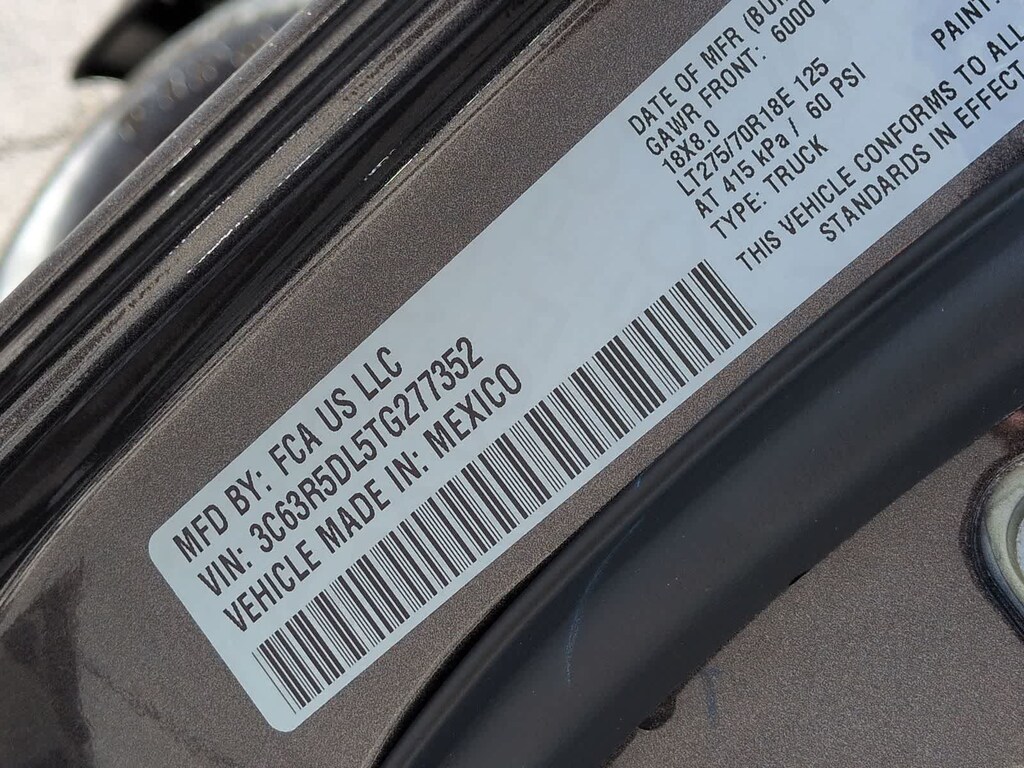 MFD BY: FCA US LLC
VIN: 3C63R5DL5TG277352
VEHICLE MADE IN: MEXICO
DATE OF MFR (BUI
GAWR FRONT: 6000
18X8.0
LT275/70R18E 125
AT 415 kPa / 60 PSI
TYPE: TRUCK
PAINT:
THIS VEHICLE CONFORMS TO ALL
STANDARDS IN EFFECT